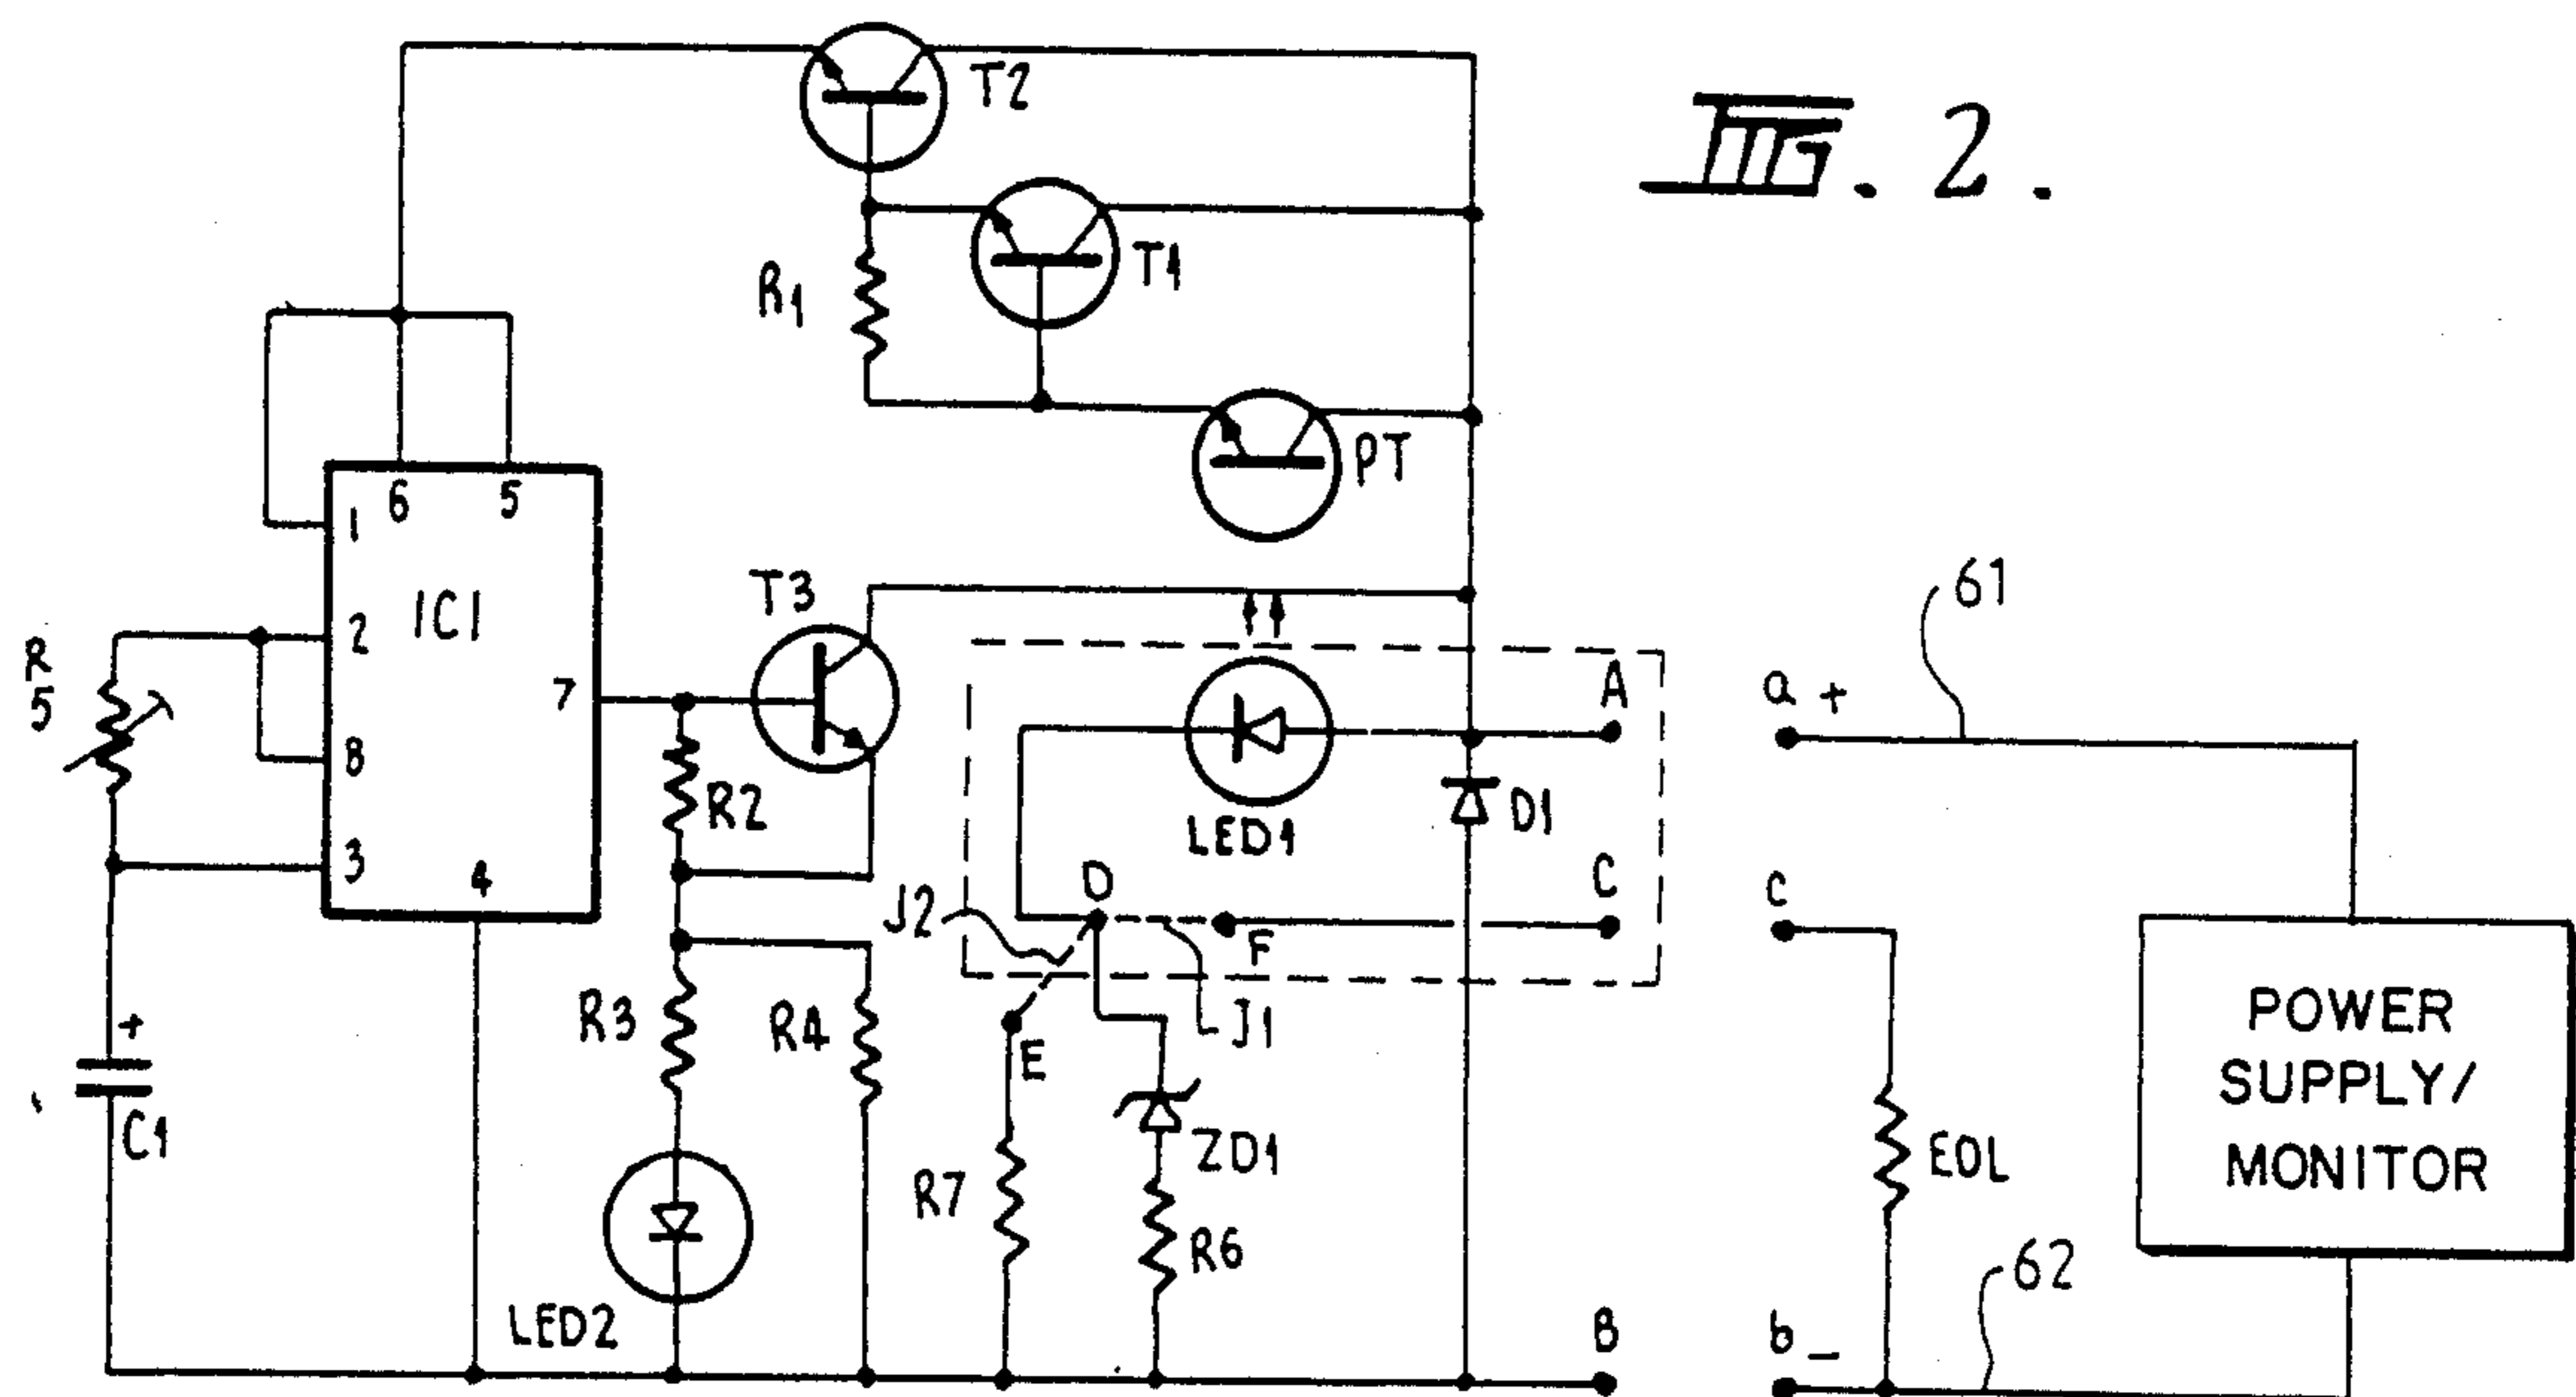 FIG. 2.
T2
T1
R1
PT
6
5
1
IC1
2
8
7
3
4
T3
R5
R2
61
A
a +
LED1
D1
C
c
D
J2
F
J1
E
R3
R4
+
C1
ZD1
R7
R6
EOL
POWER
SUPPLY/
MONITOR
LED2
62
B
b -